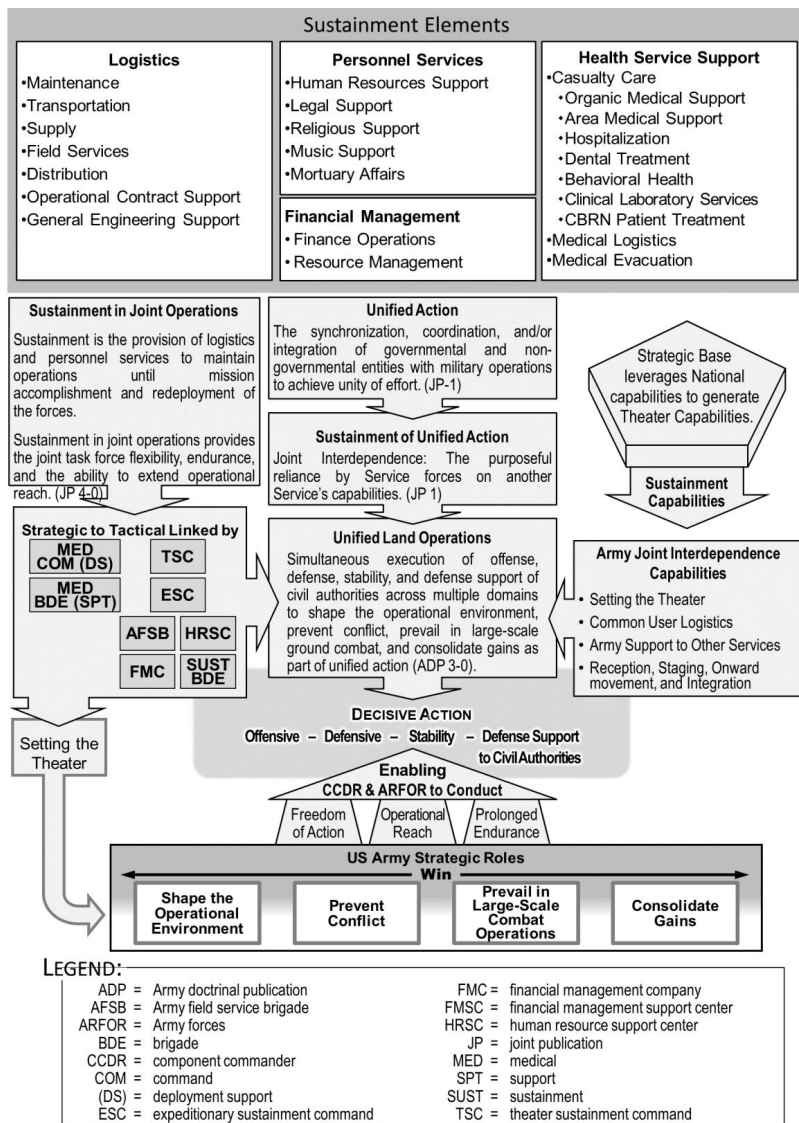 Sustainment Elements
Logistics
•Maintenance
•Transportation
•Supply
•Field Services
•Distribution
•Operational Contract Support
•General Engineering Support
Personnel Services
•Human Resources Support
•Legal Support
•Religious Support
•Music Support
•Mortuary Affairs
Financial Management
• Finance Operations
• Resource Management
Health Service Support
•Casualty Care
◆Organic Medical Support
◆Area Medical Support
◆Hospitalization
◆Dental Treatment
◆Behavioral Health
◆Clinical Laboratory Services
◆CBRN Patient Treatment
•Medical Logistics
•Medical Evacuation
Sustainment in Joint Operations
Sustainment is the provision of logistics
and personnel services to maintain
operations until mission
accomplishment and redeployment of
the forces.
Sustainment in joint operations provides
the joint task force flexibility, endurance,
and the ability to extend operational
reach. (JP 4-0)
Unified Action
The synchronization, coordination, and/or
integration of governmental and non-
governmental entities with military operations
to achieve unity of effort. (JP-1)
Sustainment of Unified Action
Joint Interdependence: The purposeful
reliance by Service forces on another
Service's capabilities. (JP 1)
Strategic Base
leverages National
capabilities to generate
Theater Capabilities.
Sustainment
Capabilities
Strategic to Tactical Linked by
MED
COM (DS)
TSC
MED
BDE (SPT)
ESC
AFSB
HRSC
FMC
SUST
BDE
Unified Land Operations
Simultaneous execution of offense,
defense, stability, and defense support of
civil authorities across multiple domains
to shape the operational environment,
prevent conflict, prevail in large-scale
ground combat, and consolidate gains as
part of unified action (ADP 3-0).
Army Joint Interdependence
Capabilities
• Setting the Theater
• Common User Logistics
• Army Support to Other Services
• Reception, Staging, Onward
movement, and Integration
Setting the
Theater
DECISIVE ACTION
Offensive – Defensive – Stability – Defense Support
to Civil Authorities
Enabling
CCDR & ARFOR to Conduct
Freedom
of Action
Operational
Reach
Prolonged
Endurance
US Army Strategic Roles
Win
Shape the
Operational
Environment
Prevent
Conflict
Prevail in
Large-Scale
Combat
Operations
Consolidate
Gains
LEGEND:
ADP = Army doctrinal publication
AFSB = Army field service brigade
ARFOR = Army forces
BDE = brigade
CCDR = component commander
COM = command
(DS) = deployment support
ESC = expeditionary sustainment command
FMC = financial management company
FMSC = financial management support center
HRSC = human resource support center
JP = joint publication
MED = medical
SPT = support
SUST = sustainment
TSC = theater sustainment command